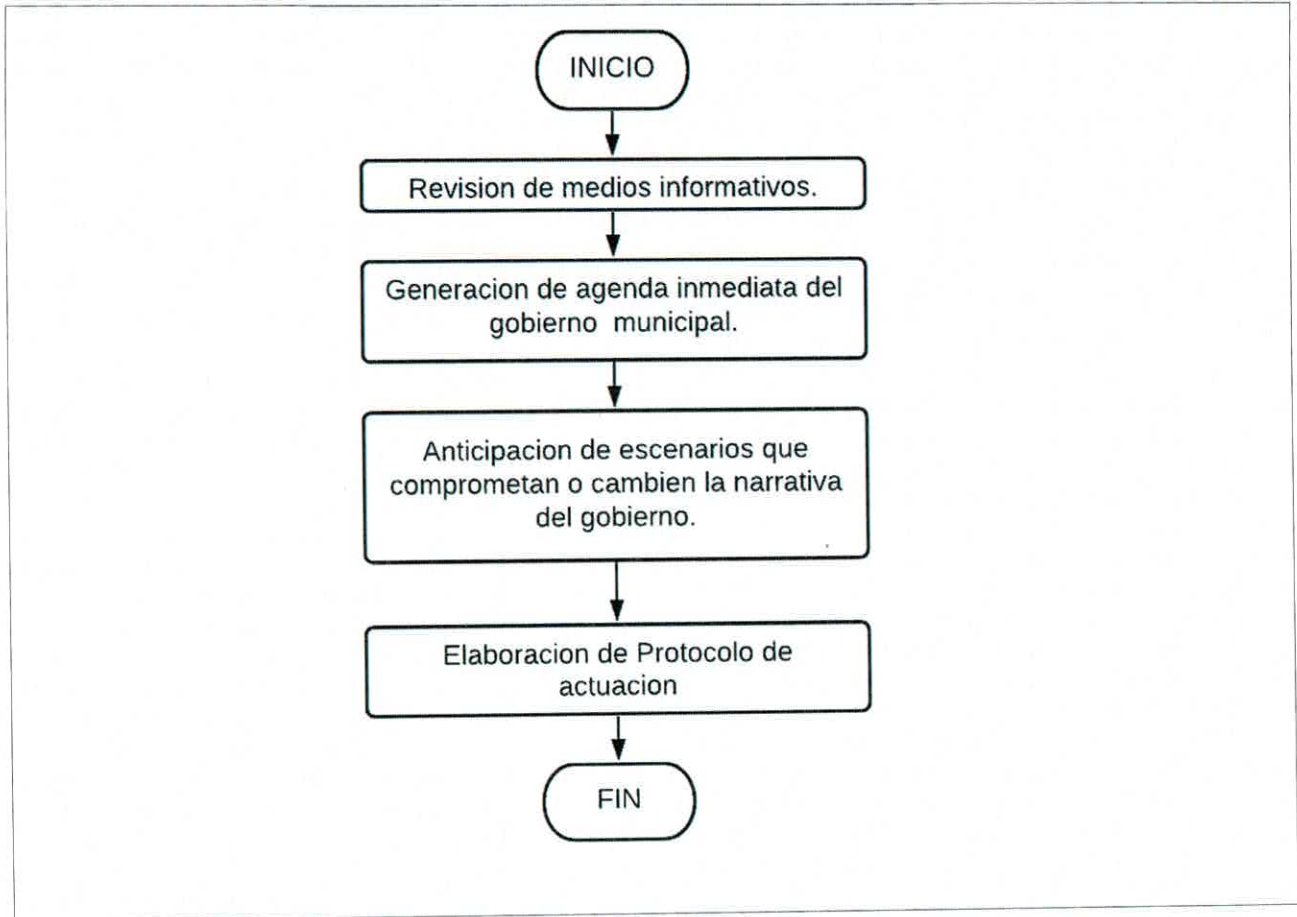 INICIO
Revision de medios informativos.
Generacion de agenda inmediata del
gobierno municipal.
Anticipacion de escenarios que
comprometan o cambien la narrativa
del gobierno.
Elaboracion de Protocolo de
actuacion
FIN